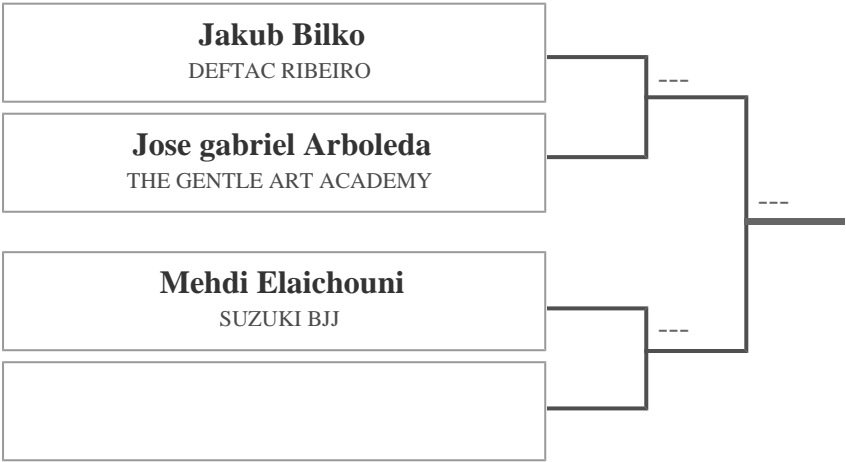 Jakub Bilko
DEFTAC RIBEIRO
---
Jose gabriel Arboleda
THE GENTLE ART ACADEMY
---
Mehdi Elaichouni
SUZUKI BJJ
---